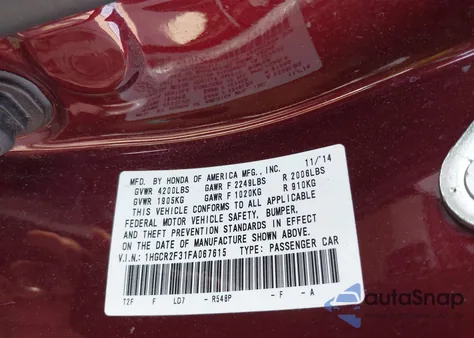 MFD. BY HONDA OF AMERICA MFG., INC. 11/14
GVWR 4200LBS GAWR F 2249LBS R 2006LBS
GVWR 1905KG GAWR F 1020KG R 910KG
THIS VEHICLE CONFORMS TO ALL APPLICABLE
FEDERAL MOTOR VEHICLE SAFETY, BUMPER,
AND THEFT PREVENTION STANDARDS IN EFFECT
ON THE DATE OF MANUFACTURE SHOWN ABOVE.
V.I.N.: 1HGCR2F31FA067615 TYPE: PASSENGER CAR
T2F F LD7 - R548P - F - A
AutoSnap